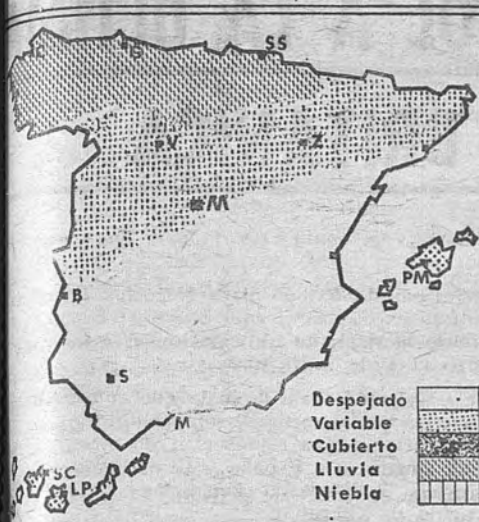 G
SS
V
Z
M
PM
B
S
M
SC
LP
Despejado
Variable
Cubierto
Lluvia
Niebla